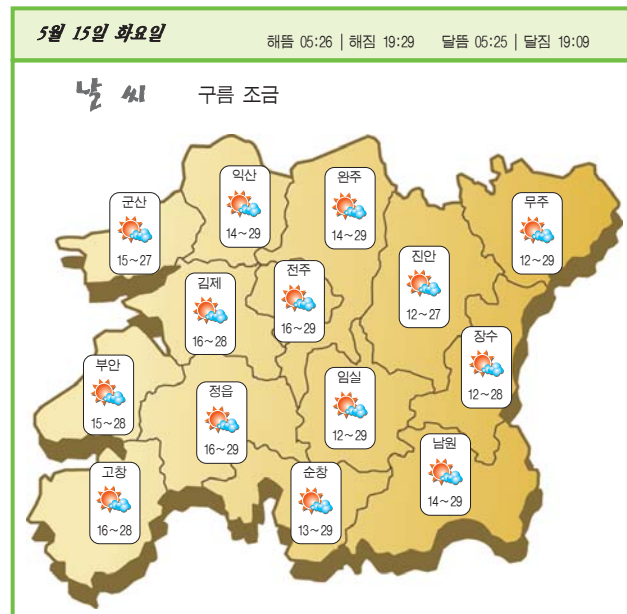 5월 15일 화요일
해뜸 05:26 | 해짐 19:29 달뜸 05:25 | 달짐 19:09
날 씨 구름 조금
익산
14~29
완주
14~29
군산
15~27
무주
12~29
진안
12~27
전주
16~29
김제
16~28
장수
12~28
부안
15~28
정읍
16~29
임실
12~29
남원
14~29
고창
16~28
순창
13~29